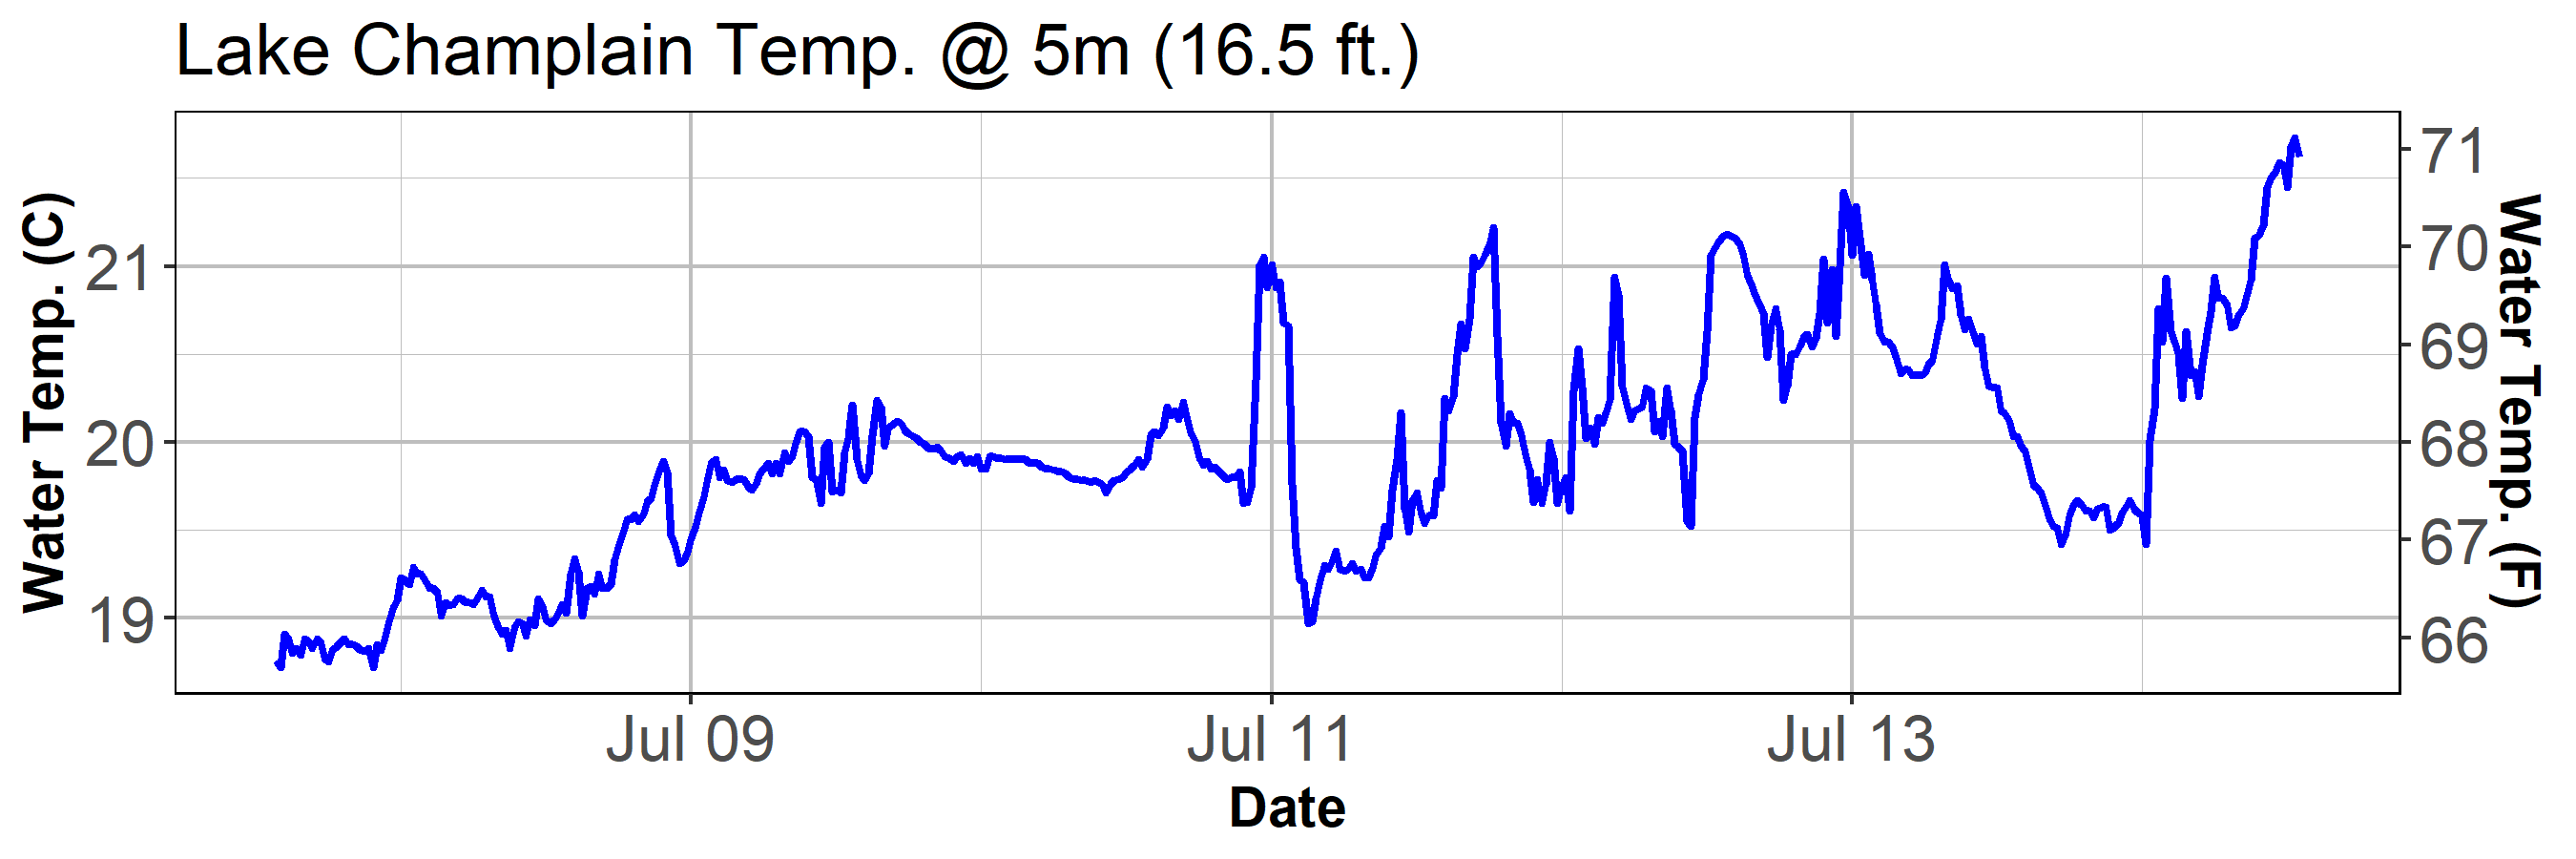 Lake Champlain Temp. @ 5m (16.5 ft.)
Water Temp. (C)
21
20
19
71
70
69
68
67
66
Water Temp. (F)
Jul 09 Jul 11 Jul 13
Date